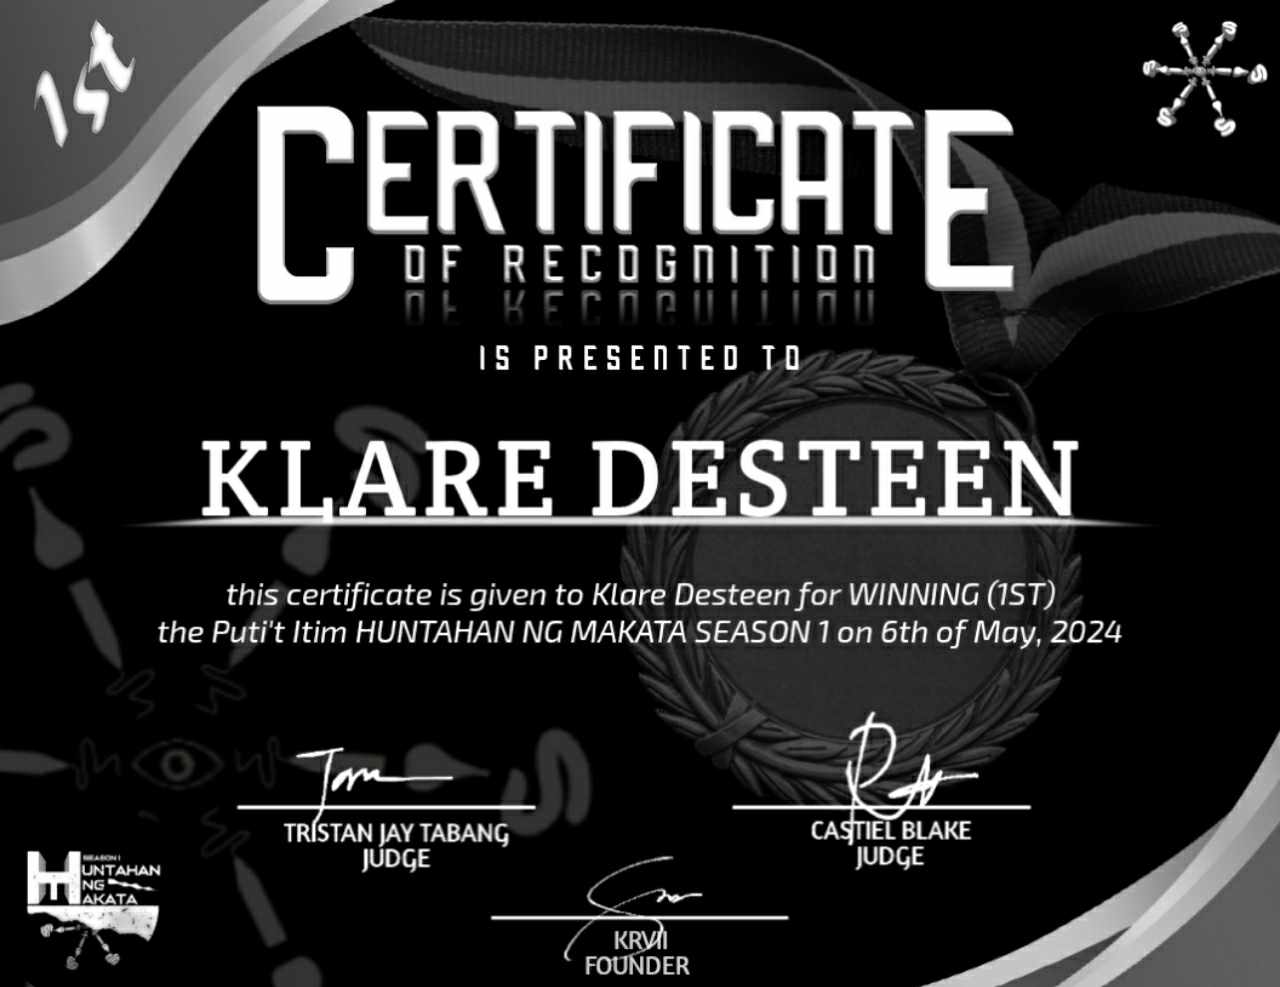 1st
CERTIFICATE
OF RECOGNITION
IS PRESENTED TO
KLARE DESTEEN
this certificate is given to Klare Desteen for WINNING (1ST)
the Puti't Itim HUNTAHAN NG MAKATA SEASON 1 on 6th of May, 2024
TRISTAN JAY TABANG
JUDGE
CASTIEL BLAKE
JUDGE
SEASON 1
HUNTAHAN
NG
MAKATA
KRVII
FOUNDER